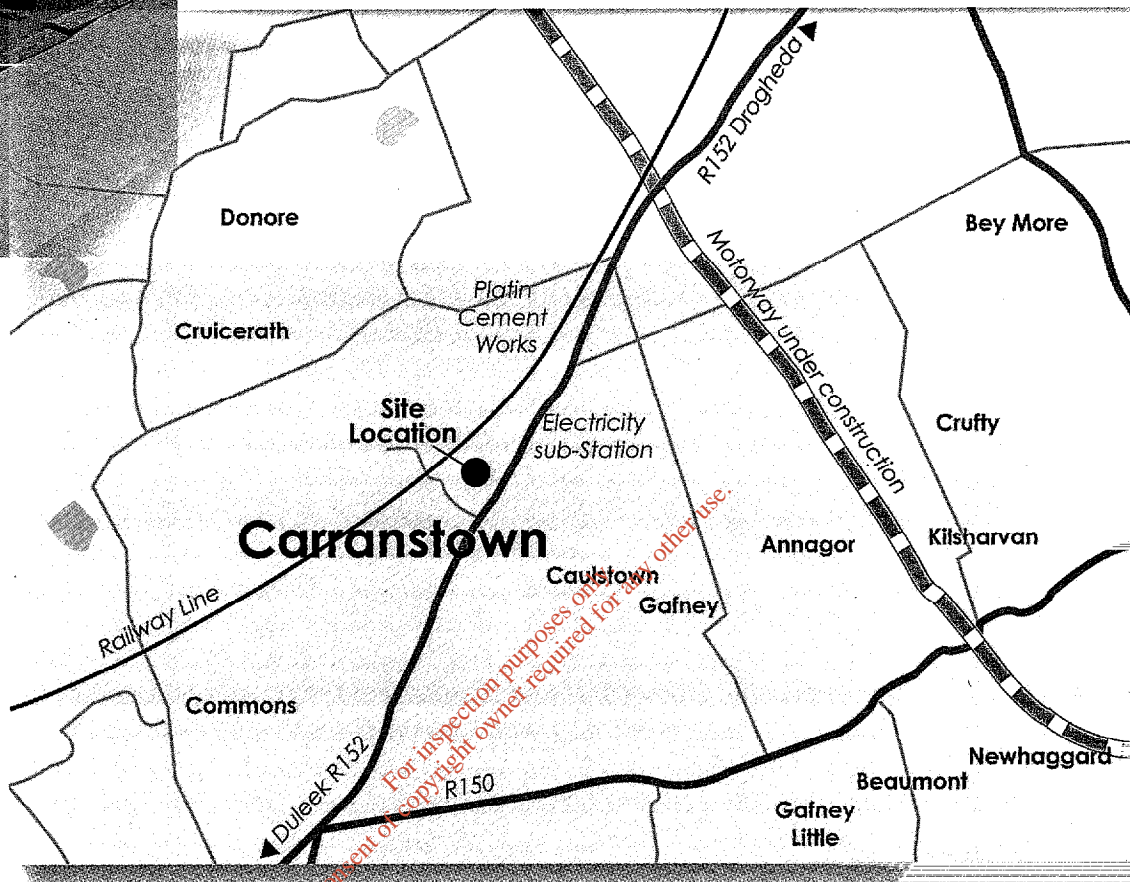 R152 Drogheda
Donore
Bey More
Motorway under construction
Platin
Cement
Works
Cruicerath
Site
Location
Electricity
sub-Station
Crufty
Carranstown
Annagor
Kilsharvan
Caulstown
Gafney
Railway Line
Commons
Duleek R152
R150
Newhaggard
Beaumont
Gafney
Little
For inspection purposes only.
Consent of copyright owner required for any other use.